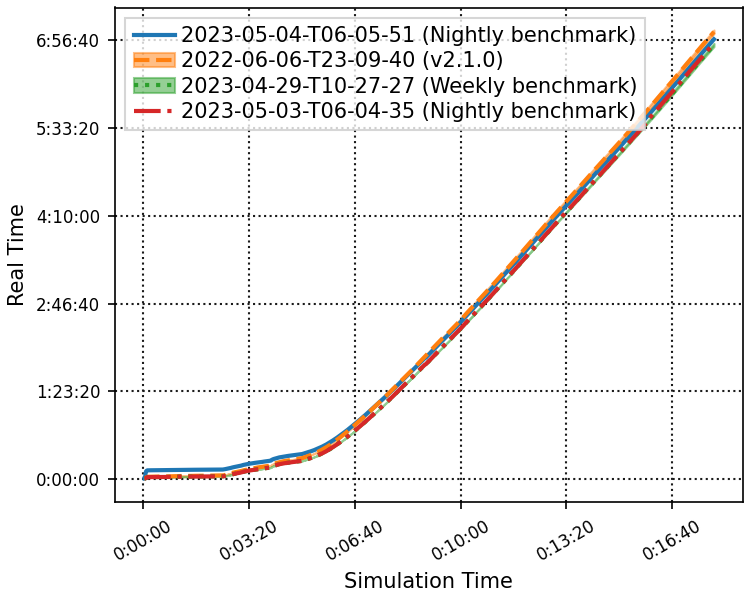 2023-05-04-T06-05-51 (Nightly benchmark)
2022-06-06-T23-09-40 (v2.1.0)
2023-04-29-T10-27-27 (Weekly benchmark)
2023-05-03-T06-04-35 (Nightly benchmark)
6:56:40
5:33:20
4:10:00
2:46:40
1:23:20
0:00:00
Real Time
0:00:00
0:03:20
0:06:40
0:10:00
0:13:20
0:16:40
Simulation Time